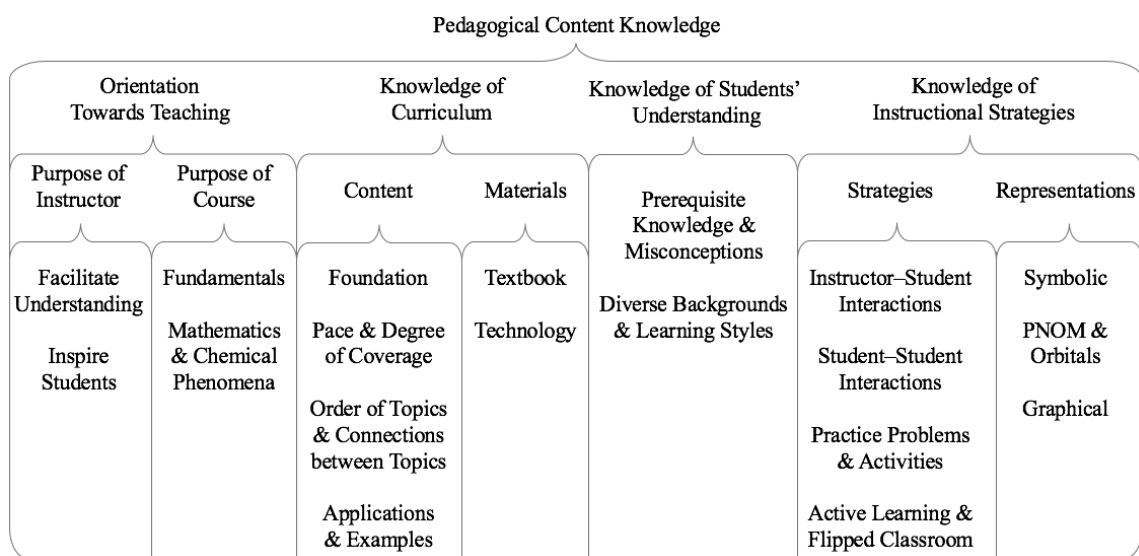 Pedagogical Content Knowledge
Orientation
Towards Teaching
Knowledge of
Curriculum
Knowledge of Students’
Understanding
Knowledge of
Instructional Strategies
Purpose of
Instructor
Purpose of
Course
Content
Materials
Prerequisite
Knowledge &
Misconceptions
Diverse Backgrounds
& Learning Styles
Strategies
Representations
Facilitate
Understanding
Inspire
Students
Fundamentals
Mathematics
& Chemical
Phenomena
Foundation
Pace & Degree
of Coverage
Order of Topics
& Connections
between Topics
Applications
& Examples
Textbook
Technology
Instructor–Student
Interactions
Student–Student
Interactions
Practice Problems
& Activities
Active Learning &
Flipped Classroom
Symbolic
PNOM &
Orbitals
Graphical